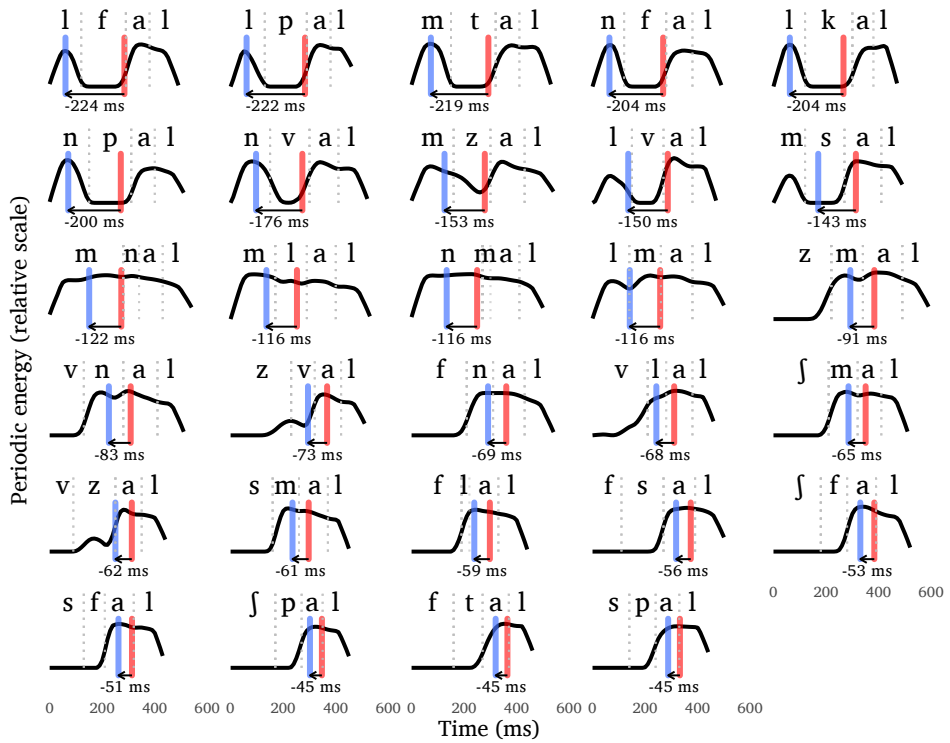 l f a l
l p a l
m t a l
n f a l
l k a l
-224 ms
-222 ms
-219 ms
-204 ms
-204 ms
n p a l
n v a l
m z a l
l v a l
m s a l
-200 ms
-176 ms
-153 ms
-150 ms
-143 ms
m n a l
m l a l
n m a l
l m a l
z m a l
-122 ms
-116 ms
-116 ms
-116 ms
-91 ms
v n a l
z v a l
f n a l
v l a l
ʃ m a l
-83 ms
-73 ms
-69 ms
-68 ms
-65 ms
v z a l
s m a l
f l a l
f s a l
ʃ f a l
-62 ms
-61 ms
-59 ms
-56 ms
-53 ms
0 200 400 600
s f a l
ʃ p a l
f t a l
s p a l
-51 ms
-45 ms
-45 ms
-45 ms
0 200 400 600
0 200 400 600
0 200 400 600
0 200 400 600
Time (ms)
Periodic energy (relative scale)